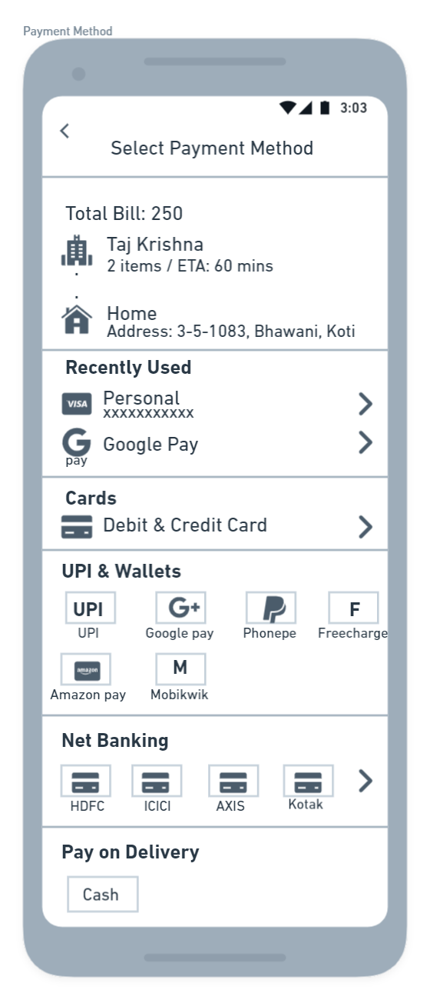 Payment Method
3:03
Select Payment Method
Total Bill: 250
Taj Krishna
2 items / ETA: 60 mins
Home
Address: 3-5-1083, Bhawani, Koti
Recently Used
VISA
Personal
xxxxxxxxxxx
G
pay
Google Pay
Cards
Debit & Credit Card
UPI & Wallets
UPI G+ F
UPI Google pay Phonepe Freecharge
amazon M
Amazon pay Mobikwik
Net Banking
HDFC ICICI AXIS Kotak
Pay on Delivery
Cash